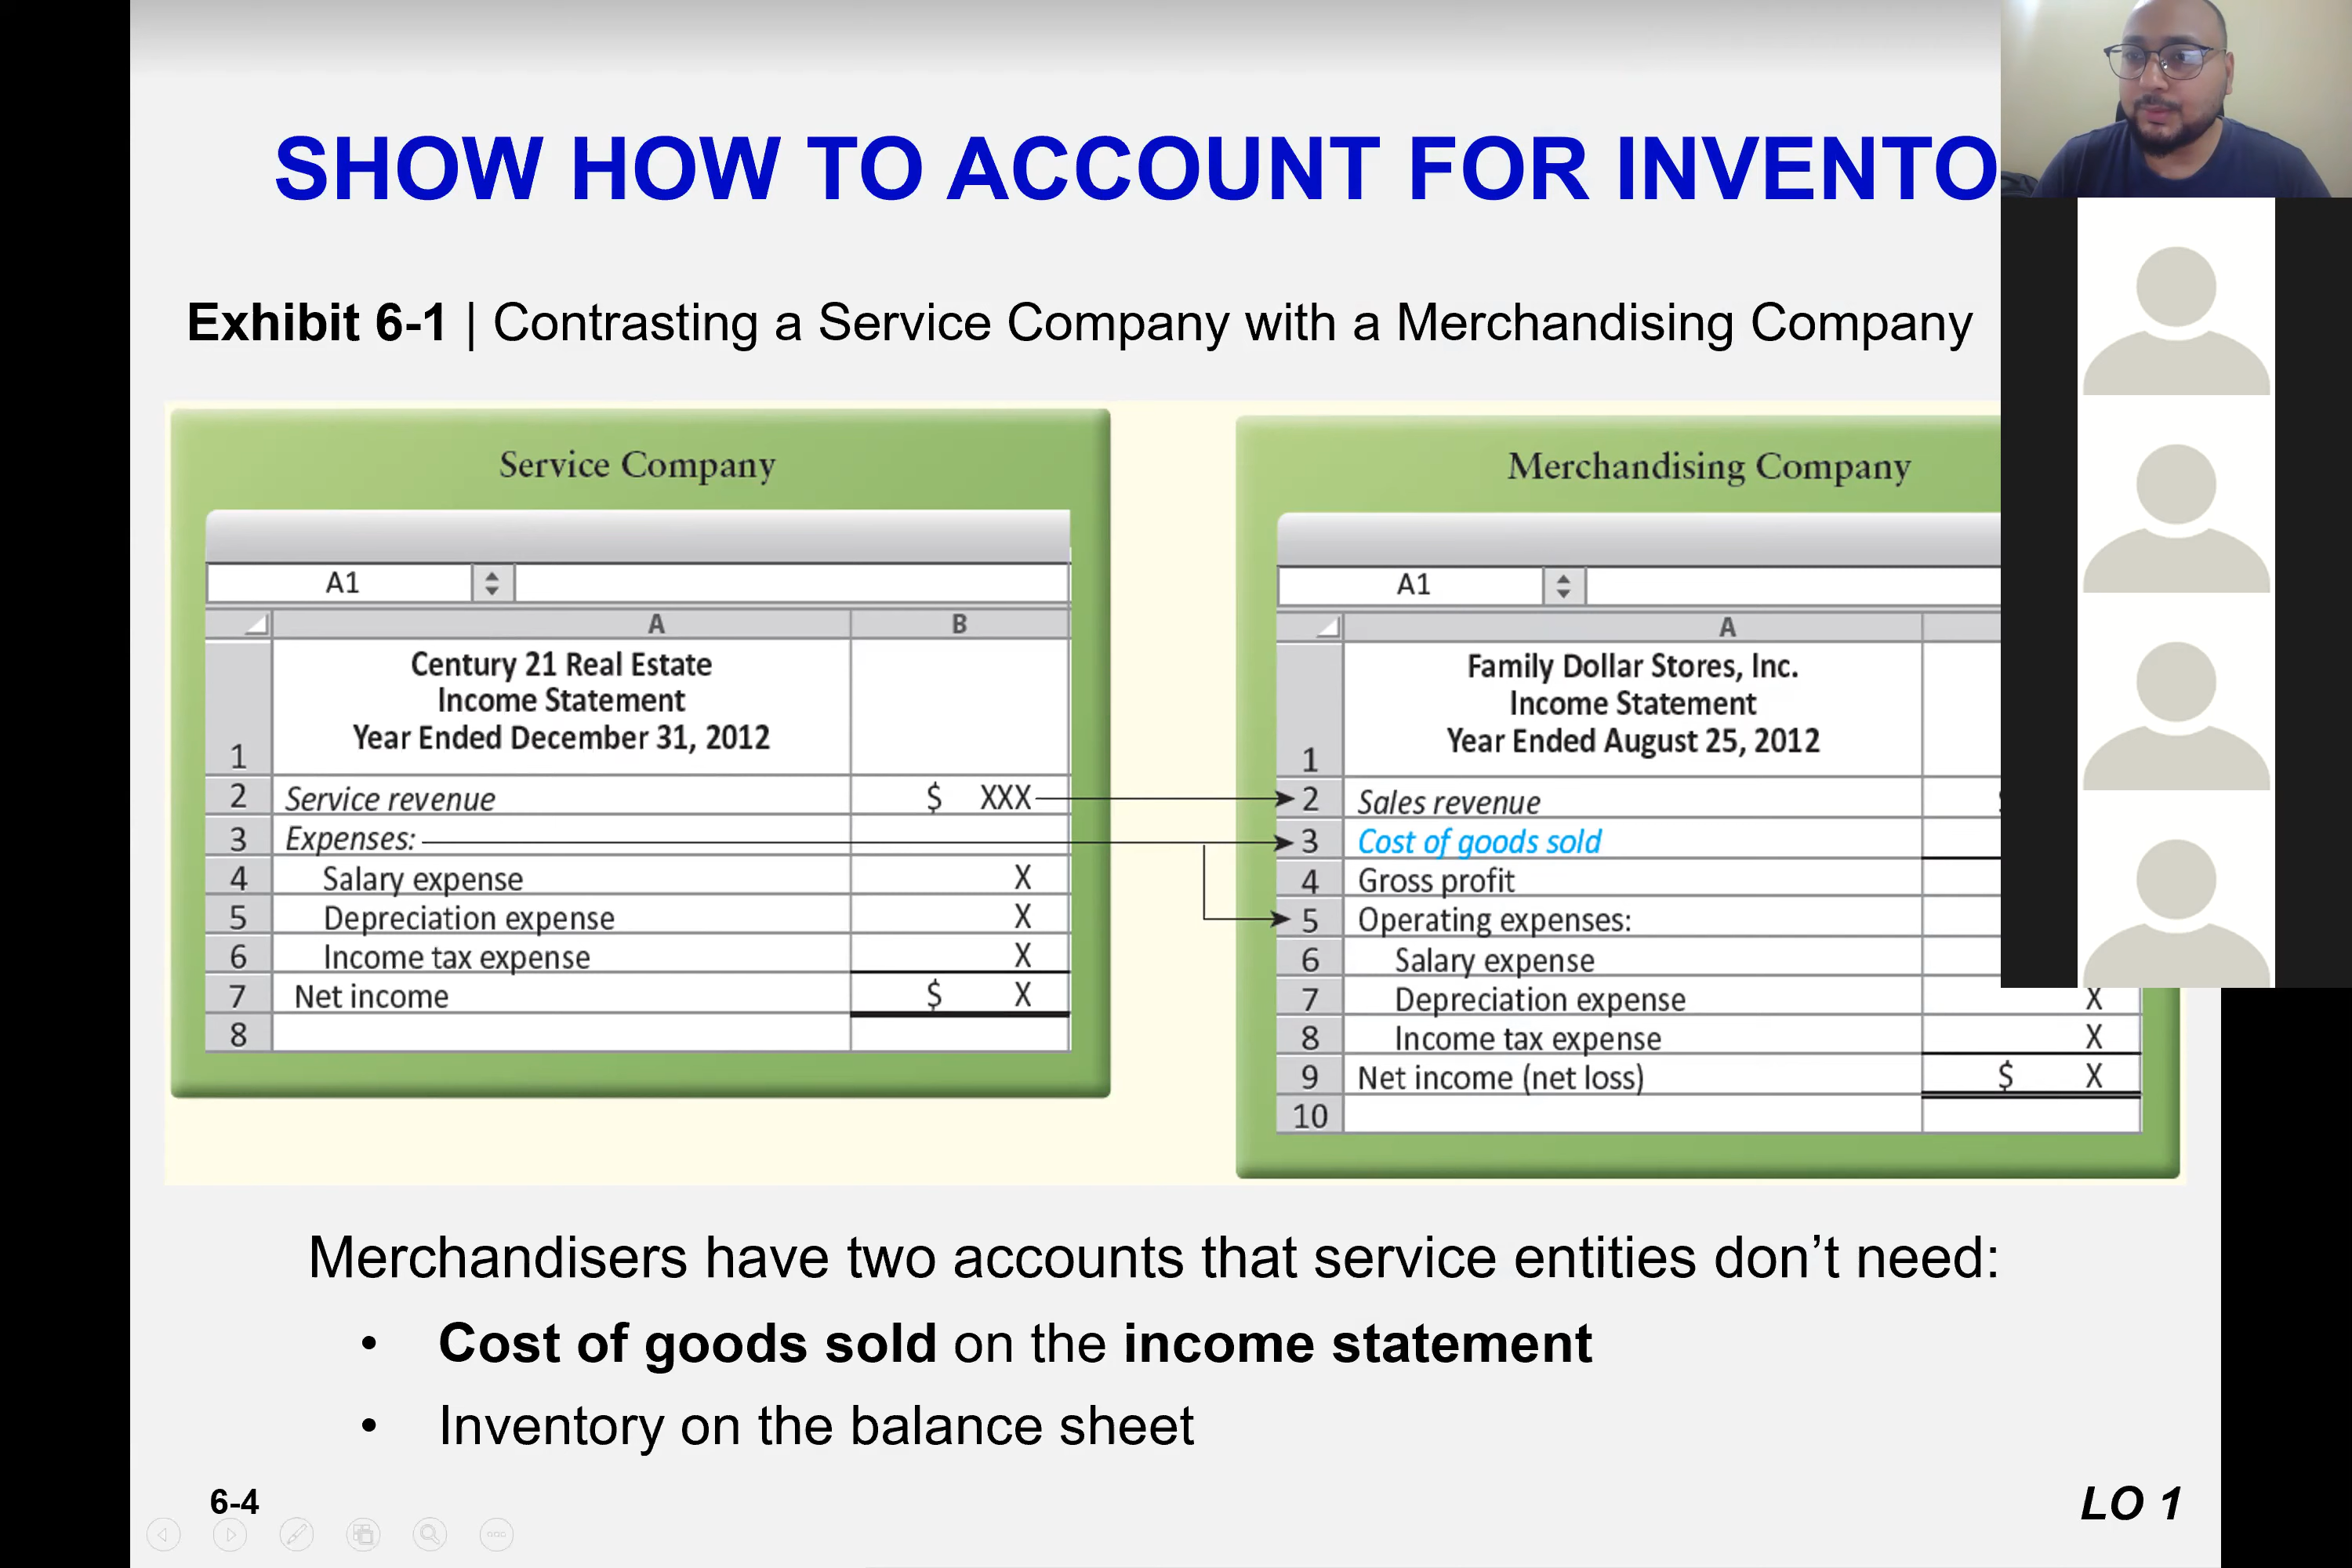 SHOW HOW TO ACCOUNT FOR INVENTO
Exhibit 6-1 | Contrasting a Service Company with a Merchandising Company
Service Company
A1
A B
Century 21 Real Estate
Income Statement
Year Ended December 31, 2012
1
2 Service revenue $ XXX
3 Expenses:
4 Salary expense X
5 Depreciation expense X
6 Income tax expense X
7 Net income $ X
8
Merchandising Company
A1
A
Family Dollar Stores, Inc.
Income Statement
Year Ended August 25, 2012
1
2 Sales revenue
3 Cost of goods sold
4 Gross profit
5 Operating expenses:
6 Salary expense
7 Depreciation expense X
8 Income tax expense X
9 Net income (net loss) $ X
10
Merchandisers have two accounts that service entities don’t need:
• Cost of goods sold on the income statement
• Inventory on the balance sheet
6-4
LO 1